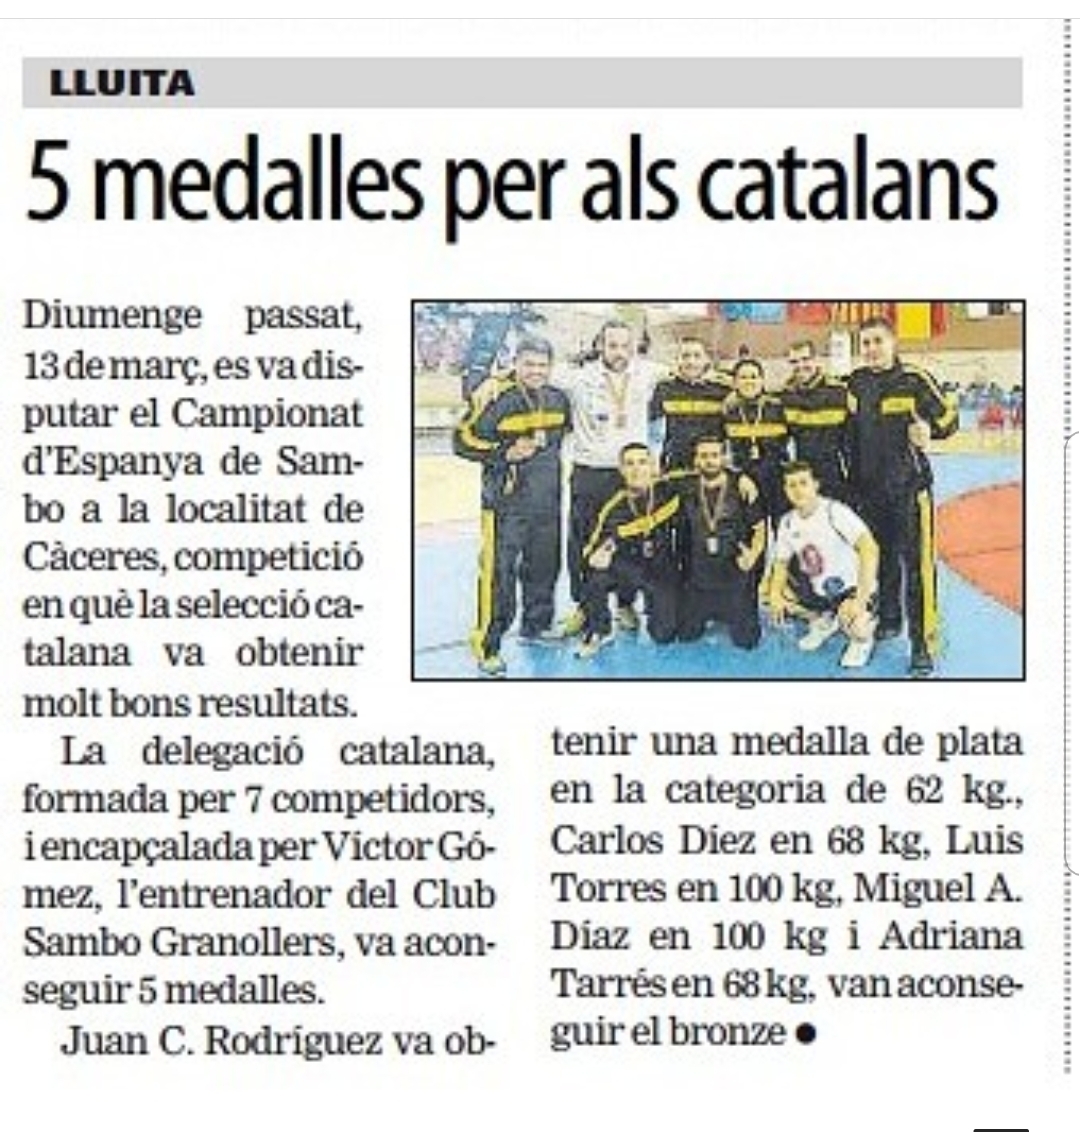 LLUITA
5 medalles per als catalans
Diumenge passat,
13 de març, es va dis-
putar el Campionat
d'Espanya de Sam-
bo a la localitat de
Càceres, competició
en què la selecció ca-
talana va obtenir
molt bons resultats.
La delegació catalana,
formada per 7 competidors,
i encapçalada per Víctor Gó-
mez, l'entrenador del Club
Sambo Granollers, va acon-
seguir 5 medalles.
Juan C. Rodríguez va ob-
tenir una medalla de plata
en la categoria de 62 kg.,
Carlos Díez en 68 kg, Luis
Torres en 100 kg, Miguel A.
Díaz en 100 kg i Adriana
Tarrés en 68 kg, van aconse-
guir el bronze ●